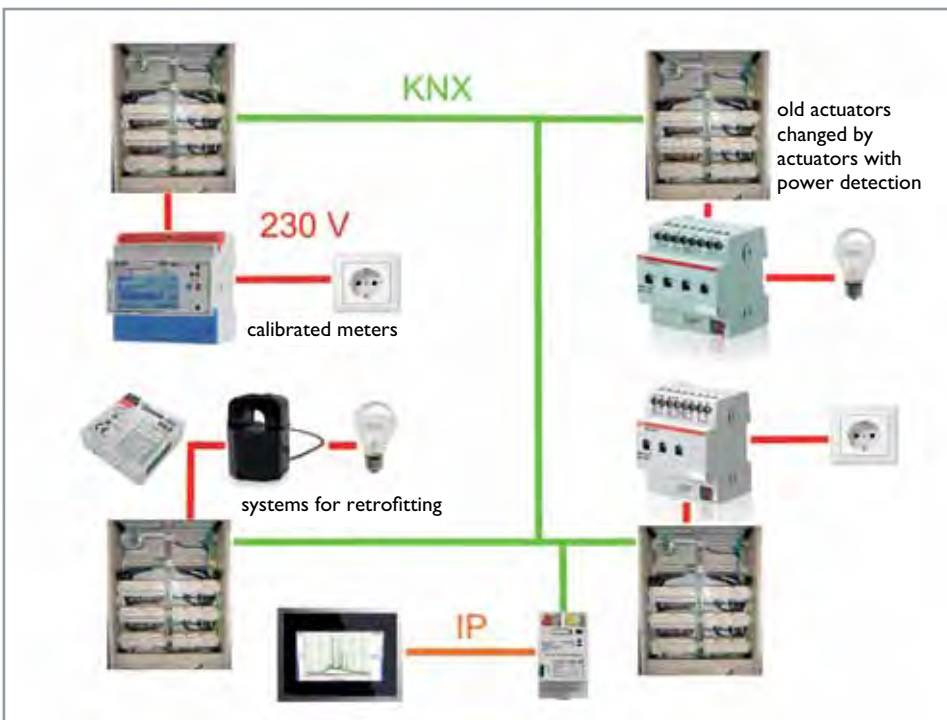 KNX
old actuators
changed by
actuators with
power detection
230 V
calibrated meters
systems for retrofitting
IP